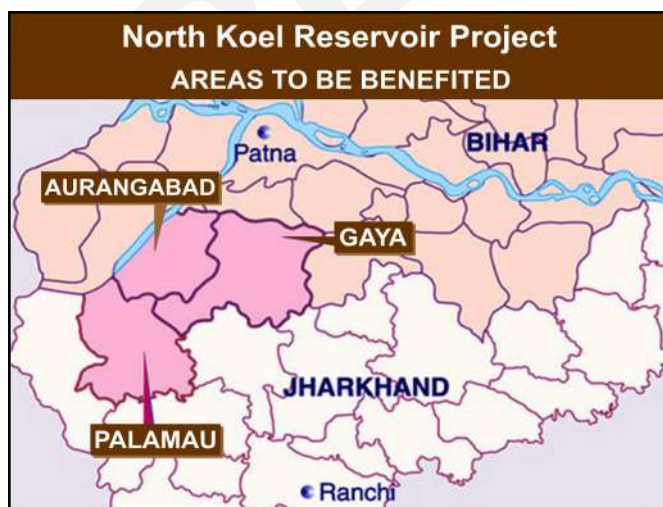 North Koel Reservoir Project
AREAS TO BE BENEFITED
BIHAR
Patna
AURANGABAD
GAYA
JHARKHAND
PALAMAU
Ranchi